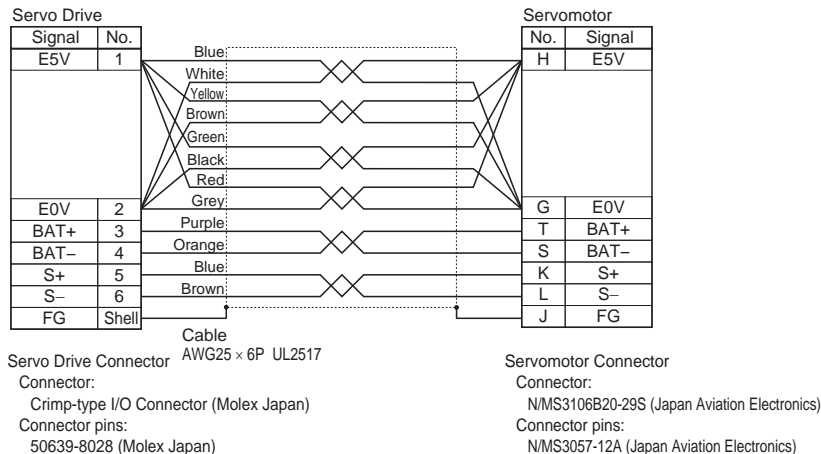 Servo Drive
Signal No.
E5V 1
E0V 2
BAT+ 3
BAT− 4
S+ 5
S− 6
FG Shell
Blue
White
Yellow
Brown
Green
Black
Red
Grey
Purple
Orange
Blue
Brown
Cable
AWG25 × 6P UL2517
Servomotor
No. Signal
H E5V
G E0V
T BAT+
S BAT−
K S+
L S−
J FG
Servo Drive Connector
Connector:
Crimp-type I/O Connector (Molex Japan)
Connector pins:
50639-8028 (Molex Japan)
Servomotor Connector
Connector:
N/MS3106B20-29S (Japan Aviation Electronics)
Connector pins:
N/MS3057-12A (Japan Aviation Electronics)